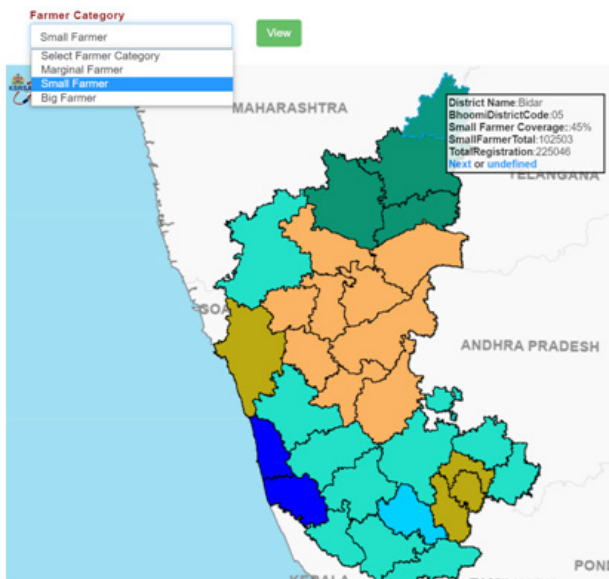 Farmer Category
Small Farmer
View
Select Farmer Category
Marginal Farmer
Small Farmer
Big Farmer
MAHARASHTRA
District Name:Bidar
BhoomiDistrictCode:05
Small Farmer Coverage::45%
SmallFarmerTotal:102503
TotalRegistration:225046
Next or undefined
TELANGANA
GOA
ANDHRA PRADESH
PON
KERALA